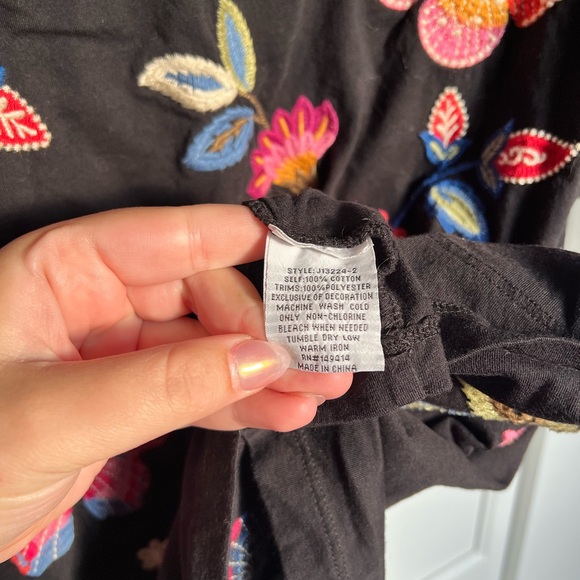 STYLE: J13224-2
SELF:100% COTTON
TRIMS:100%POLYESTER
EXCLUSIVE OF DECORATION
MACHINE WASH COLD
ONLY NON-CHLORINE
BLEACH WHEN NEEDED
TUMBLE DRY LOW
WARM IRON
RN#149414
MADE IN CHINA